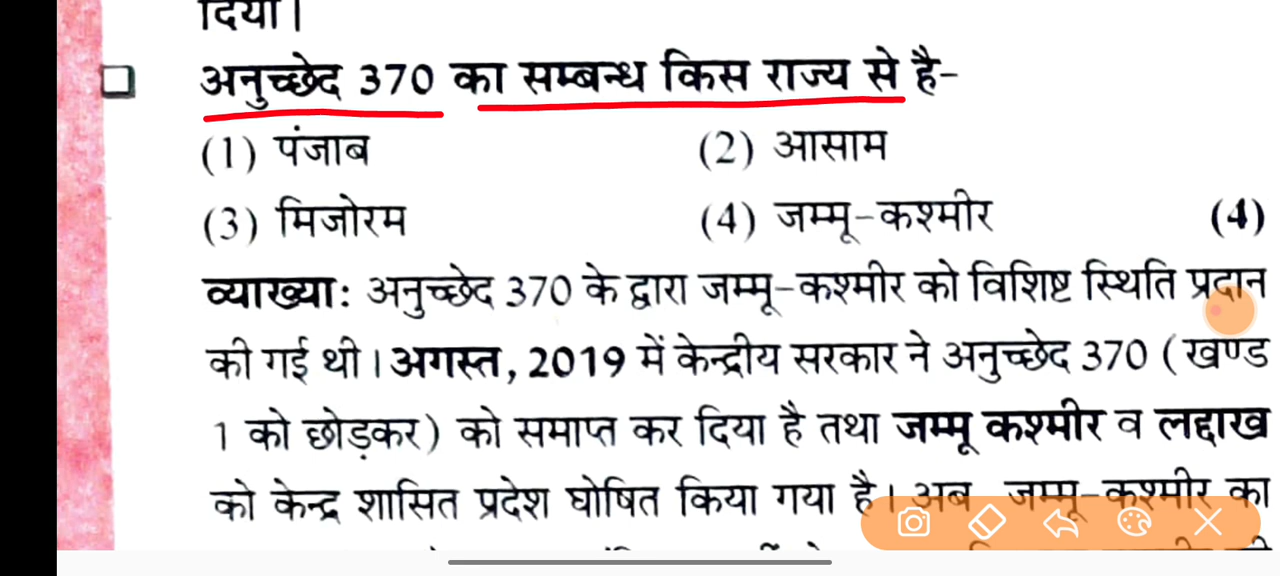 दिया।
अनुच्छेद 370 का सम्बन्ध किस राज्य से है-
(1) पंजाब (2) आसाम
(3) मिजोरम (4) जम्मू-कश्मीर (4)
व्याख्या: अनुच्छेद 370 के द्वारा जम्मू-कश्मीर को विशिष्ट स्थिति प्रदान
की गई थी। अगस्त, 2019 में केन्द्रीय सरकार ने अनुच्छेद 370 (खण्ड
1 को छोड़कर) को समाप्त कर दिया है तथा जम्मू कश्मीर व लद्दाख
को केन्द्र शासित प्रदेश घोषित किया गया है। अब जम्मू-कश्मीर का